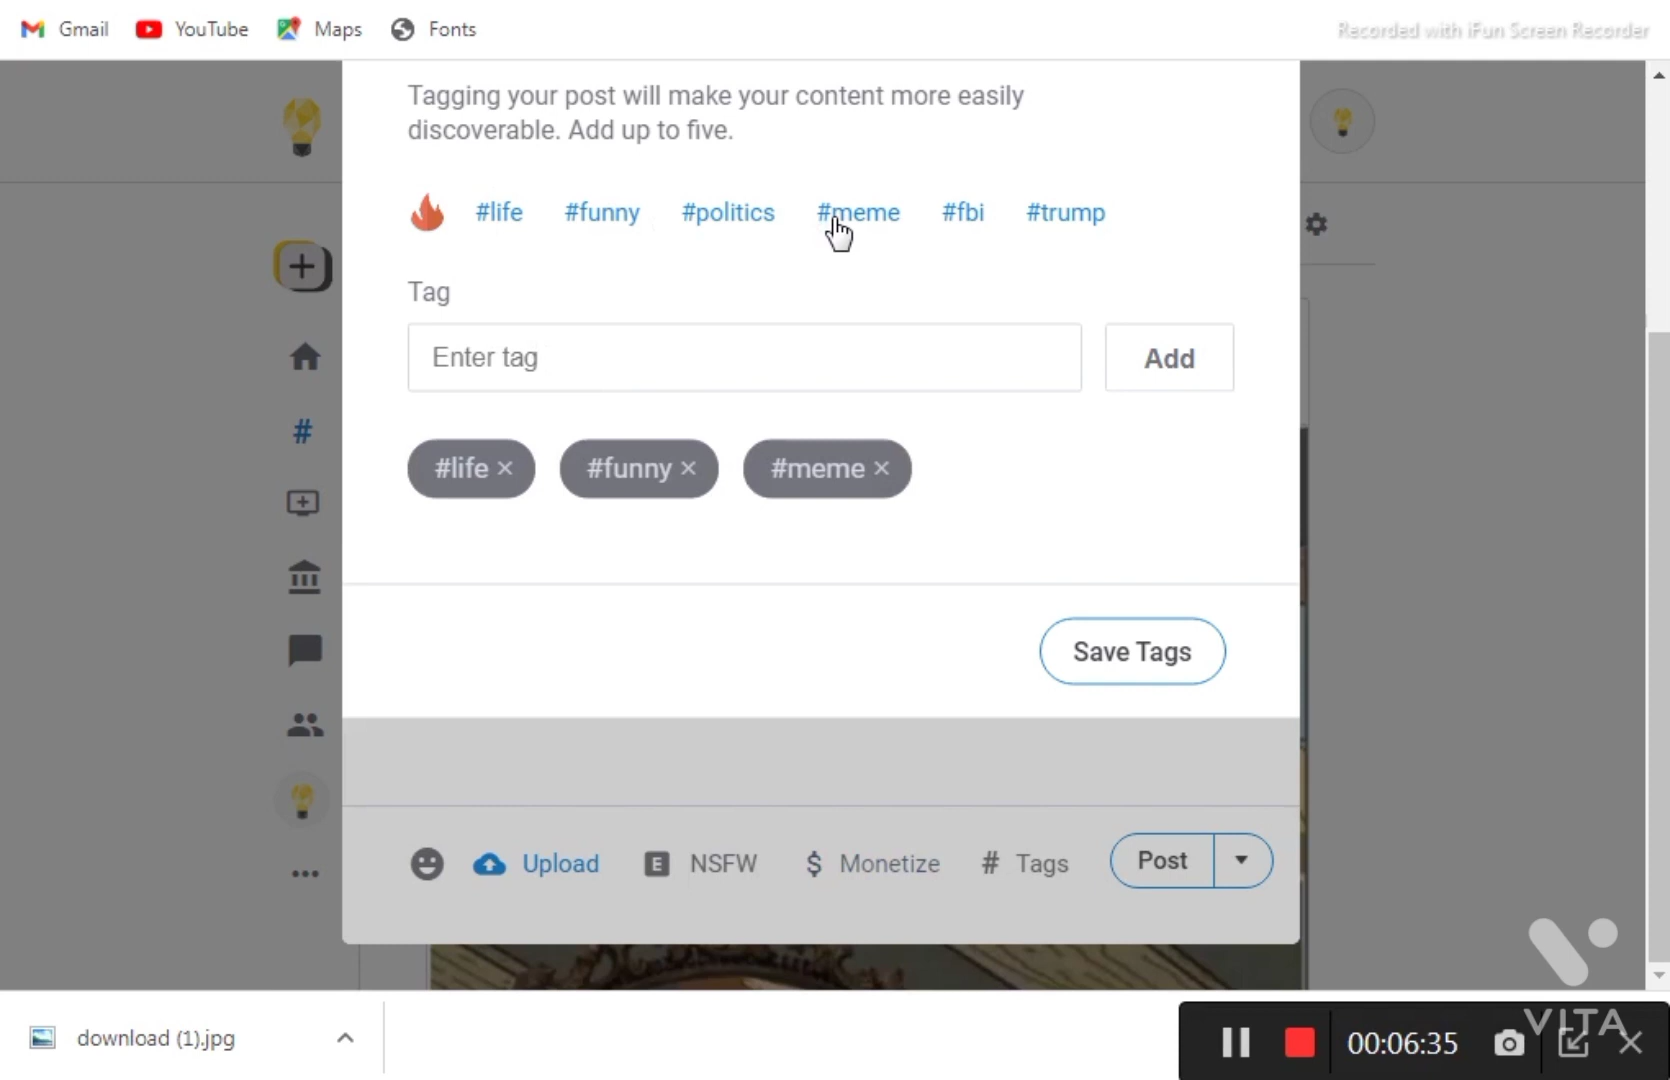 Gmail YouTube Maps Fonts
Recorded with iFun Screen Recorder
Tagging your post will make your content more easily
discoverable. Add up to five.
#life #funny #politics #meme #fbi #trump
Tag
Enter tag Add
#life × #funny × #meme ×
Save Tags
Upload E NSFW $ Monetize # Tags Post
download (1).jpg
00:06:35
VITA